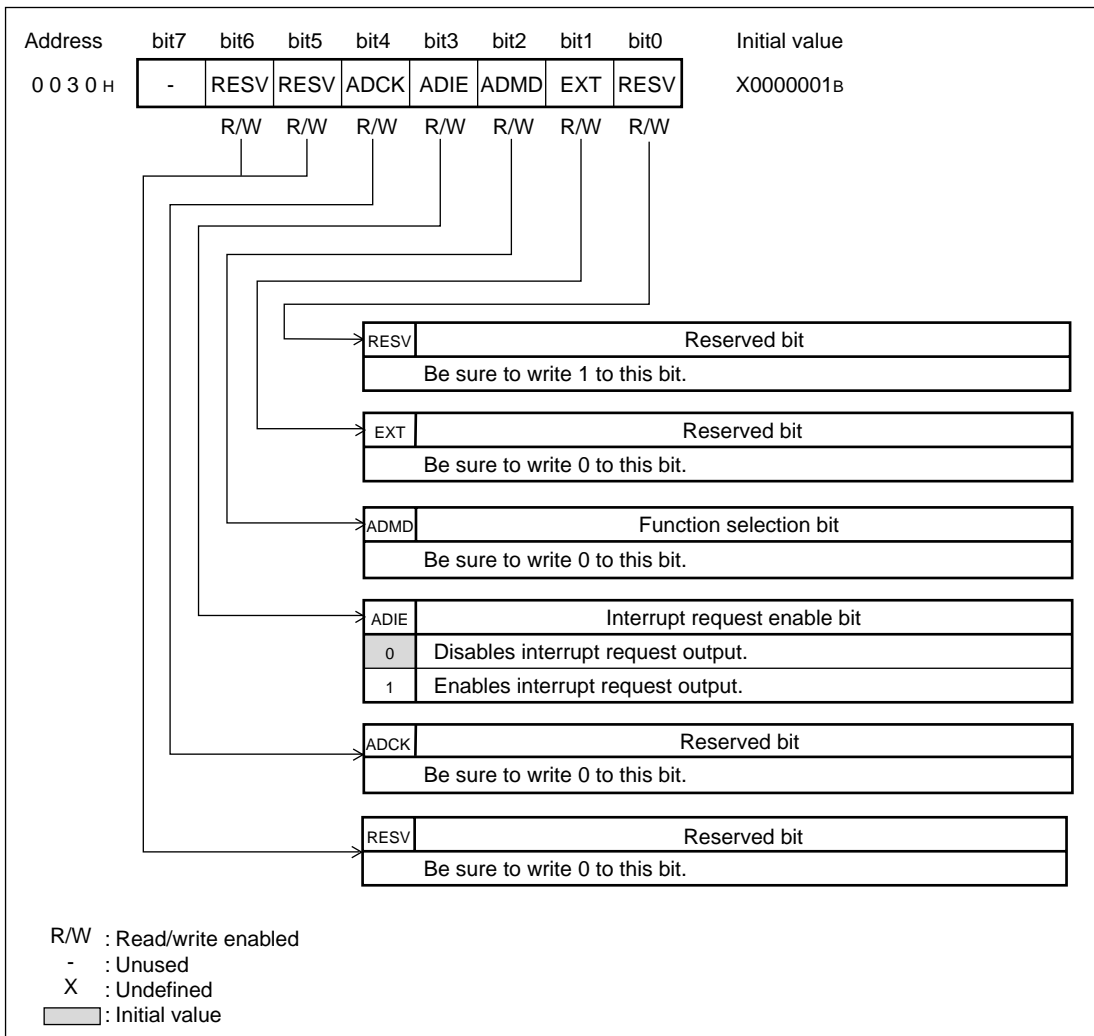 Address bit7 bit6 bit5 bit4 bit3 bit2 bit1 bit0 Initial value
0 0 3 0 H - RESV RESV ADCK ADIE ADMD EXT RESV X0000001B
R/W R/W R/W R/W R/W R/W R/W
RESV Reserved bit
Be sure to write 1 to this bit.
EXT Reserved bit
Be sure to write 0 to this bit.
ADMD Function selection bit
Be sure to write 0 to this bit.
ADIE Interrupt request enable bit
0 Disables interrupt request output.
1 Enables interrupt request output.
ADCK Reserved bit
Be sure to write 0 to this bit.
RESV Reserved bit
Be sure to write 0 to this bit.
R/W : Read/write enabled
- : Unused
X : Undefined
: Initial value